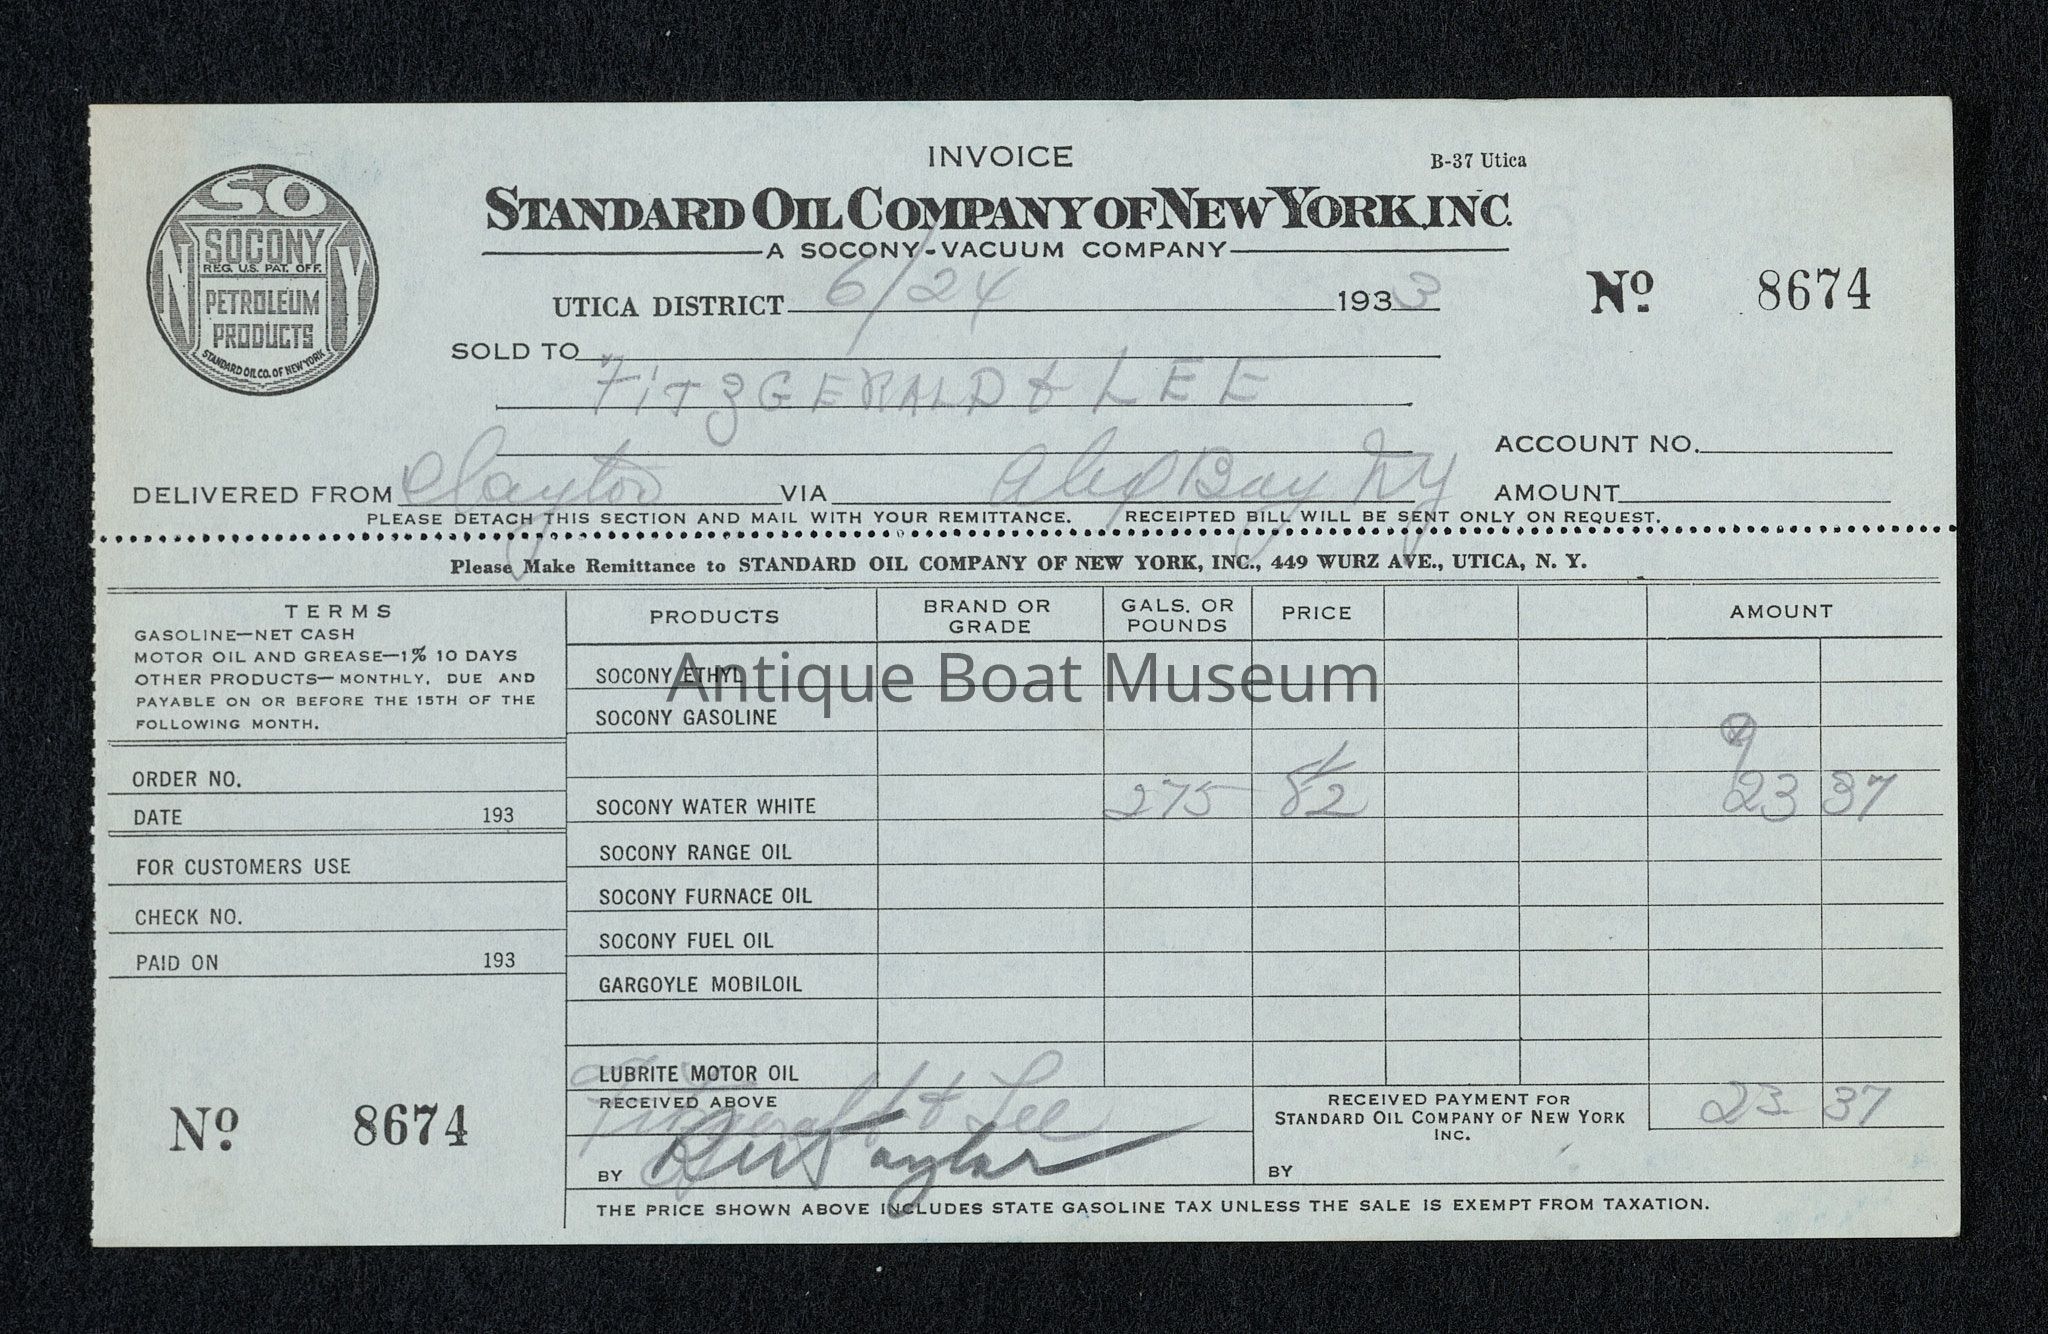 INVOICE
B-37 Utica
STANDARD OIL COMPANY OF NEW YORK, INC.
A SOCONY-VACUUM COMPANY
SO
NY
SOCONY
REG. U.S. PAT. OFF.
PETROLEUM
PRODUCTS
STANDARD OIL CO. OF NEW YORK
UTICA DISTRICT 6/24 1933
No 8674
SOLD TO
FITZGERALD & LEE
ACCOUNT NO.
DELIVERED FROM Clayton VIA Alex Bay NY AMOUNT
PLEASE DETACH THIS SECTION AND MAIL WITH YOUR REMITTANCE. RECEIPTED BILL WILL BE SENT ONLY ON REQUEST.
Please Make Remittance to STANDARD OIL COMPANY OF NEW YORK, INC., 449 WURZ AVE., UTICA, N. Y.
TERMS
GASOLINE—NET CASH
MOTOR OIL AND GREASE—1% 10 DAYS
OTHER PRODUCTS—MONTHLY, DUE AND
PAYABLE ON OR BEFORE THE 15TH OF THE
FOLLOWING MONTH.
ORDER NO.
DATE 193
FOR CUSTOMERS USE
CHECK NO.
PAID ON 193
No 8674
PRODUCTS BRAND OR GRADE GALS. OR POUNDS PRICE AMOUNT
SOCONY ETHYL
SOCONY GASOLINE
SOCONY WATER WHITE 275 8 1/2 23 37
SOCONY RANGE OIL
SOCONY FURNACE OIL
SOCONY FUEL OIL
GARGOYLE MOBILOIL
LUBRITE MOTOR OIL
RECEIVED ABOVE
Fitzgerald & Lee
BY Taylor
RECEIVED PAYMENT FOR
STANDARD OIL COMPANY OF NEW YORK
INC.
23 37
BY
THE PRICE SHOWN ABOVE INCLUDES STATE GASOLINE TAX UNLESS THE SALE IS EXEMPT FROM TAXATION.
Antique Boat Museum